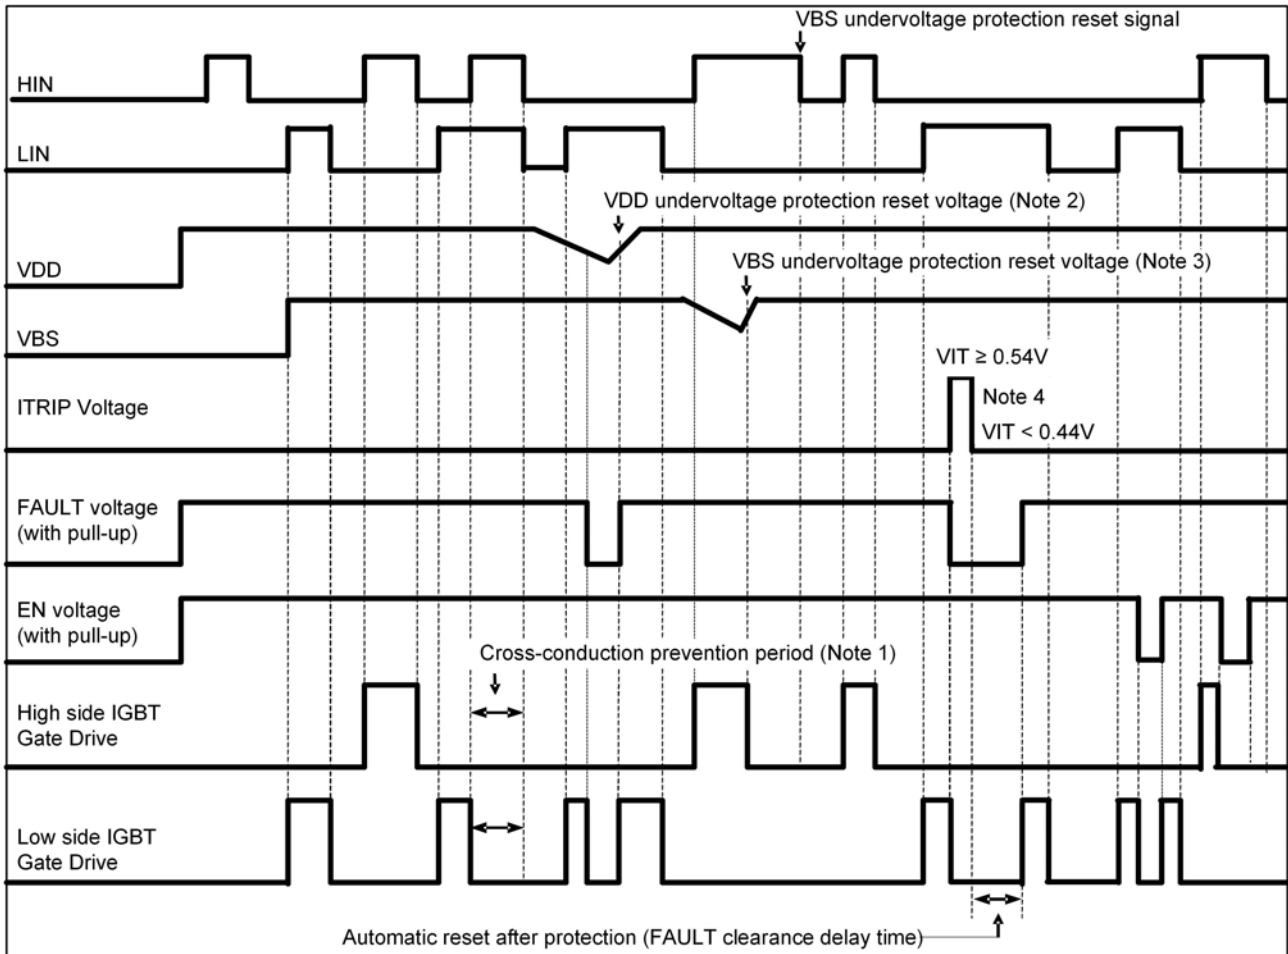 VBS undervoltage protection reset signal
HIN
LIN
VDD undervoltage protection reset voltage (Note 2)
VDD
VBS undervoltage protection reset voltage (Note 3)
VBS
VIT ≥ 0.54V
ITRIP Voltage
Note 4
VIT < 0.44V
FAULT voltage
(with pull-up)
EN voltage
(with pull-up)
Cross-conduction prevention period (Note 1)
High side IGBT
Gate Drive
Low side IGBT
Gate Drive
Automatic reset after protection (FAULT clearance delay time)